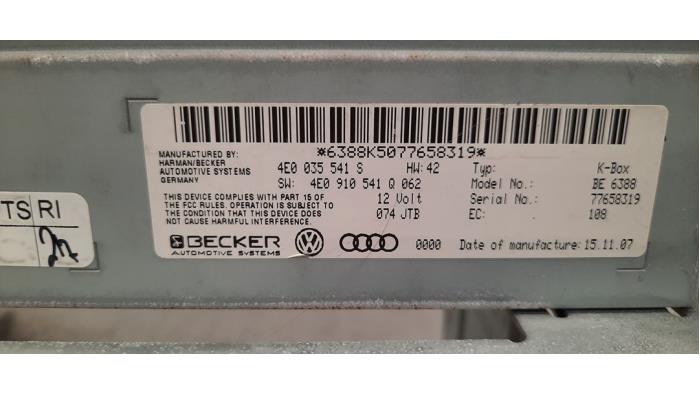 *6388K5077658319*
MANUFACTURED BY:
HARMAN/BECKER
AUTOMOTIVE SYSTEMS
GERMANY
4E0 035 541 S HW: 42 Typ: K-Box
SW: 4E0 910 541 Q 062 Model No.: BE 6388
THIS DEVICE COMPLIES WITH PART 15 OF
THE FCC RULES. OPERATION IS SUBJECT TO
THE CONDITION THAT THIS DEVICE DOES NOT
CAUSE HARMFUL INTERFERENCE.
12 Volt Serial No.: 77658319
074 JTB EC: 108
BECKER
AUTOMOTIVE SYSTEMS
VW
0000 Date of manufacture: 15.11.07
TS RI